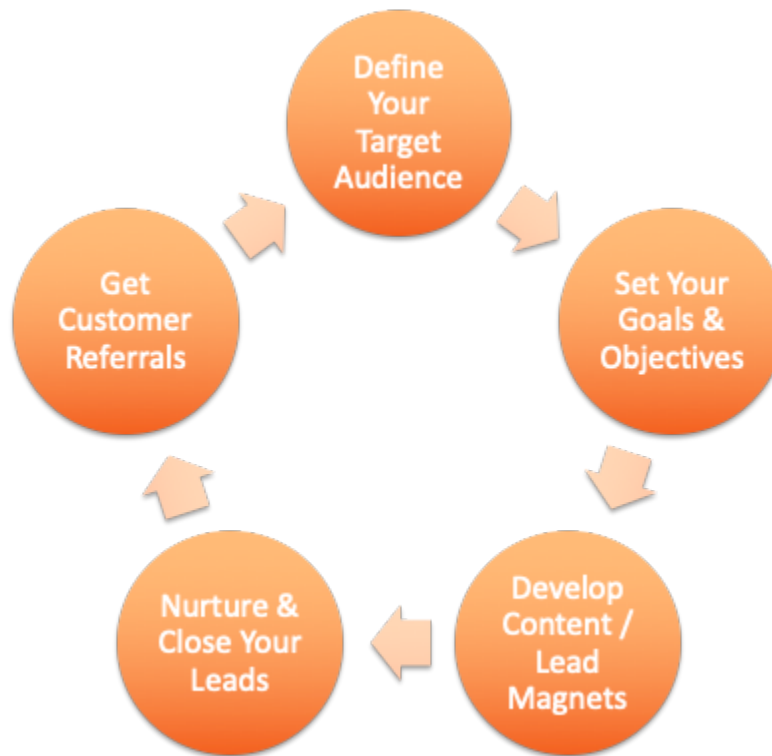 Define
Your
Target
Audience
Set Your
Goals &
Objectives
Develop
Content /
Lead
Magnets
Nurture &
Close Your
Leads
Get
Customer
Referrals